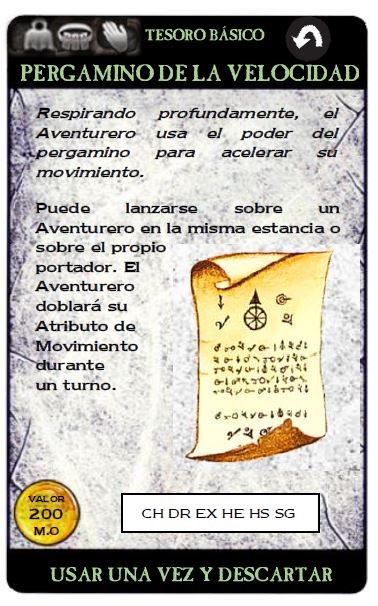 TESORO BÁSICO
PERGAMINO DE LA VELOCIDAD
Respirando profundamente, el
Aventurero usa el poder del
pergamino para acelerar su
movimiento.
Puede lanzarse sobre un
Aventurero en la misma estancia o
sobre el propio
portador. El
Aventurero
doblará su
Atributo de
Movimiento
durante
un turno.
VALOR
200
M.O
CH DR EX HE HS SG
USAR UNA VEZ Y DESCARTAR